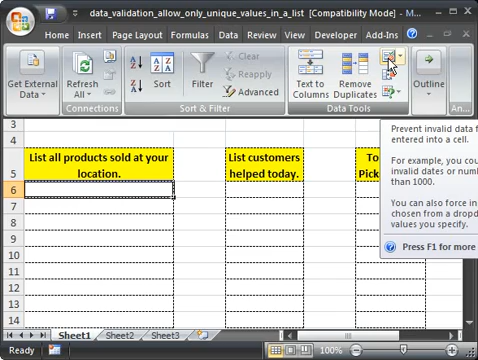 data_validation_allow_only_unique_values_in_a_list [Compatibility Mode] - M...
Home Insert Page Layout Formulas Data Review View Developer Add-Ins
Get External Data
Refresh All
Connections
Sort
Filter
Clear
Reapply
Advanced
Sort & Filter
Text to Columns
Remove Duplicates
Data Tools
Outline
An...
Prevent invalid data f
entered into a cell.
For example, you cou
invalid dates or num
than 1000.
You can also force in
chosen from a dropd
values you specify.
Press F1 for more
3
4
5
List all products sold at your
location.
List customers
helped today.
To
Pick
6
7
8
9
10
11
12
13
14
Sheet1 Sheet2 Sheet3
100%